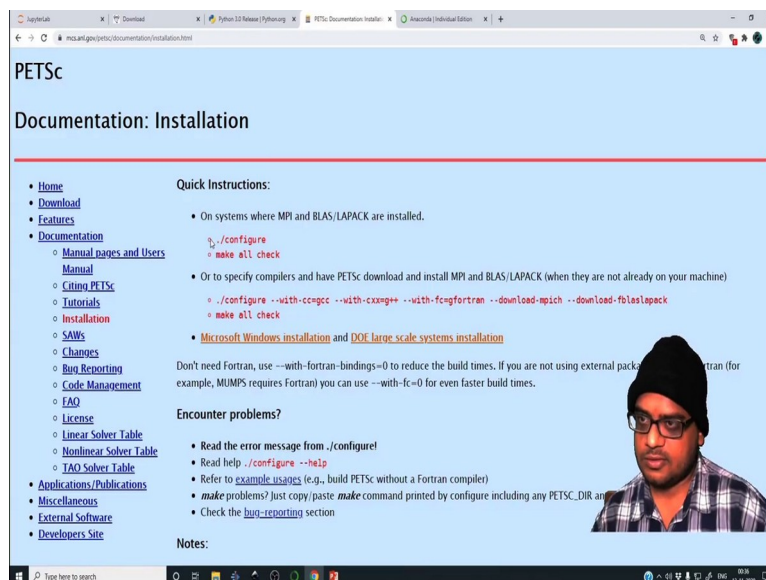 JupyterLab
Download
Python 3.0 Release | Python.org
PETSc: Documentation: Installati
Anaconda | Individual Edition
mcs.anl.gov/petsc/documentation/installation.html
PETSc
Documentation: Installation
Home
Download
Features
Documentation
Manual pages and Users
Manual
Citing PETSc
Tutorials
Installation
SAWs
Changes
Bug Reporting
Code Management
FAQ
License
Linear Solver Table
Nonlinear Solver Table
TAO Solver Table
Applications/Publications
Miscellaneous
External Software
Developers Site
Quick Instructions:
On systems where MPI and BLAS/LAPACK are installed.
./configure
make all check
Or to specify compilers and have PETSc download and install MPI and BLAS/LAPACK (when they are not already on your machine)
./configure --with-cc=gcc --with-cxx=g++ --with-fc=gfortran --download-mpich --download-fblaslapack
make all check
Microsoft Windows installation and DOE large scale systems installation
Don't need Fortran, use --with-fortran-bindings=0 to reduce the build times. If you are not using external packa rtran (for
example, MUMPS requires Fortran) you can use --with-fc=0 for even faster build times.
Encounter problems?
Read the error message from ./configure!
Read help ./configure --help
Refer to example usages (e.g., build PETSc without a Fortran compiler)
make problems? Just copy/paste make command printed by configure including any PETSC_DIR an
Check the bug-reporting section
Notes:
Type here to search
ENG
00:36